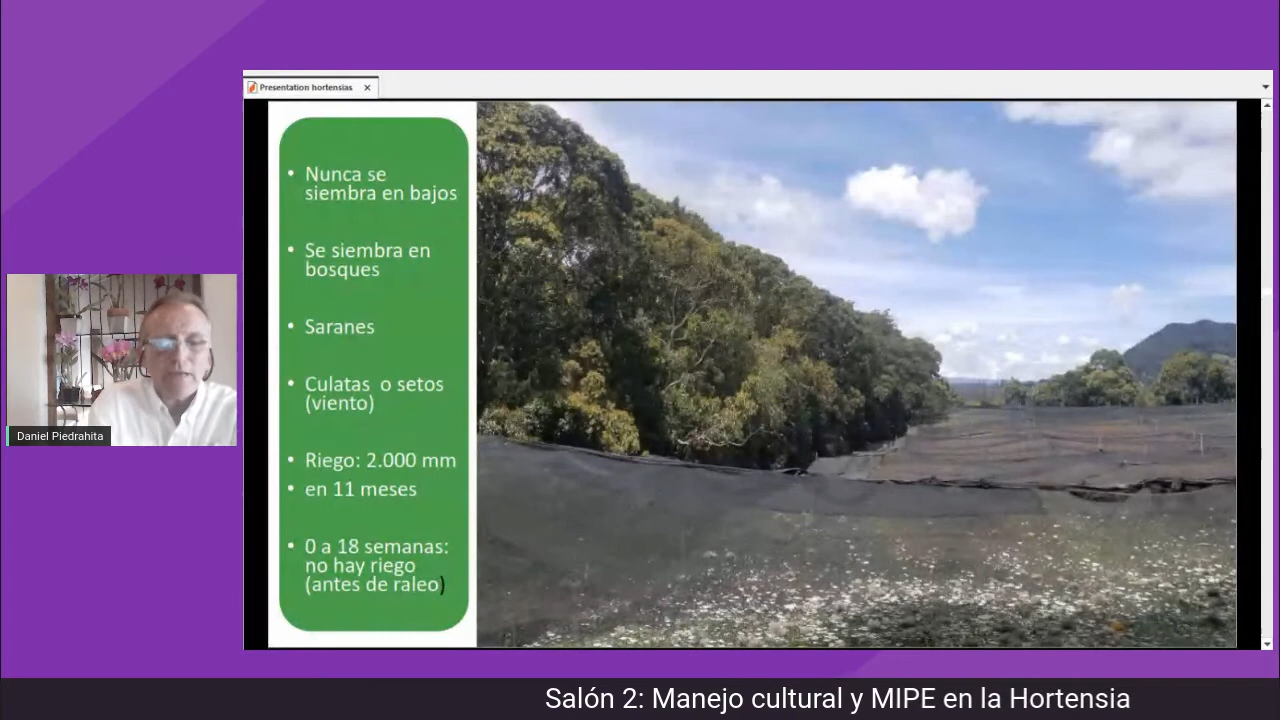 Presentation hortensias
• Nunca se
siembra en bajos
• Se siembra en
bosques
• Saranes
• Culatas o setos
(viento)
• Riego: 2.000 mm
• en 11 meses
• 0 a 18 semanas:
no hay riego
(antes de raleo)
Daniel Piedrahita
Salón 2: Manejo cultural y MIPE en la Hortensia